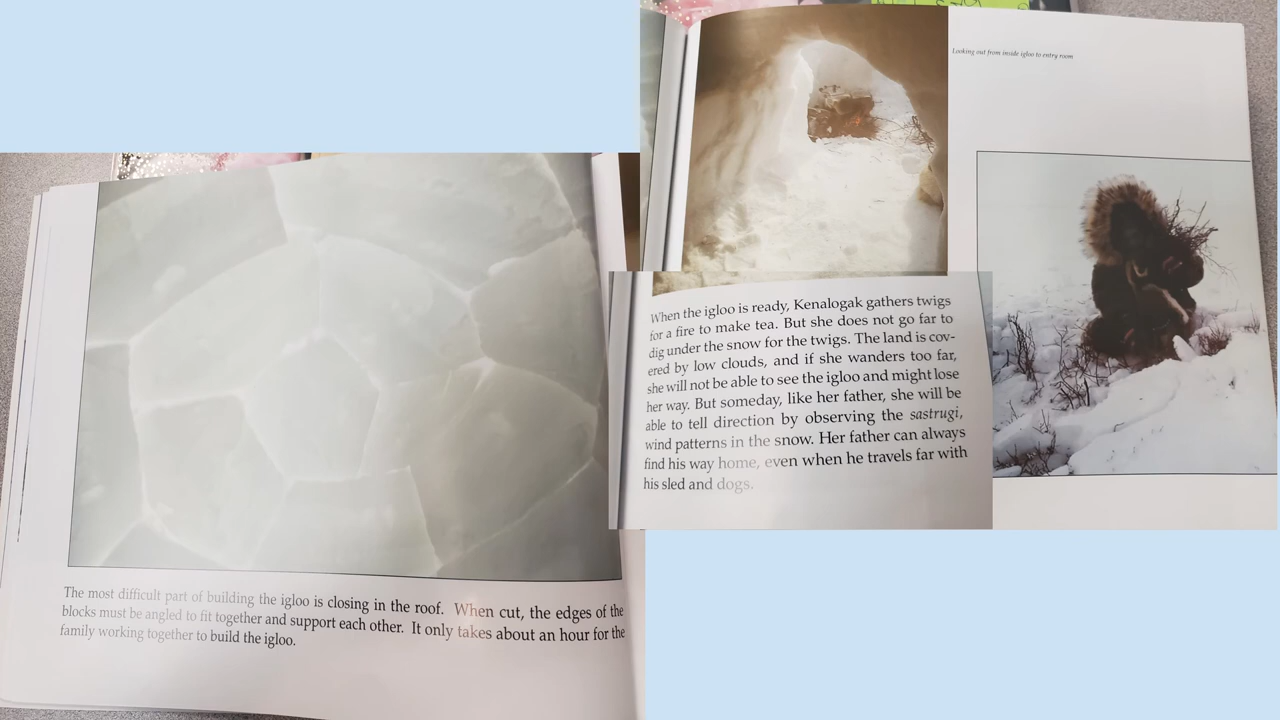 The most difficult part of building the igloo is closing in the roof. When cut, the edges of the
blocks must be angled to fit together and support each other. It only takes about an hour for the
family working together to build the igloo.
Looking out from inside igloo to entry room
When the igloo is ready, Kenalogak gathers twigs
for a fire to make tea. But she does not go far to
dig under the snow for the twigs. The land is cov-
ered by low clouds, and if she wanders too far,
she will not be able to see the igloo and might lose
her way. But someday, like her father, she will be
able to tell direction by observing the sastrugi,
wind patterns in the snow. Her father can always
find his way home, even when he travels far with
his sled and dogs.